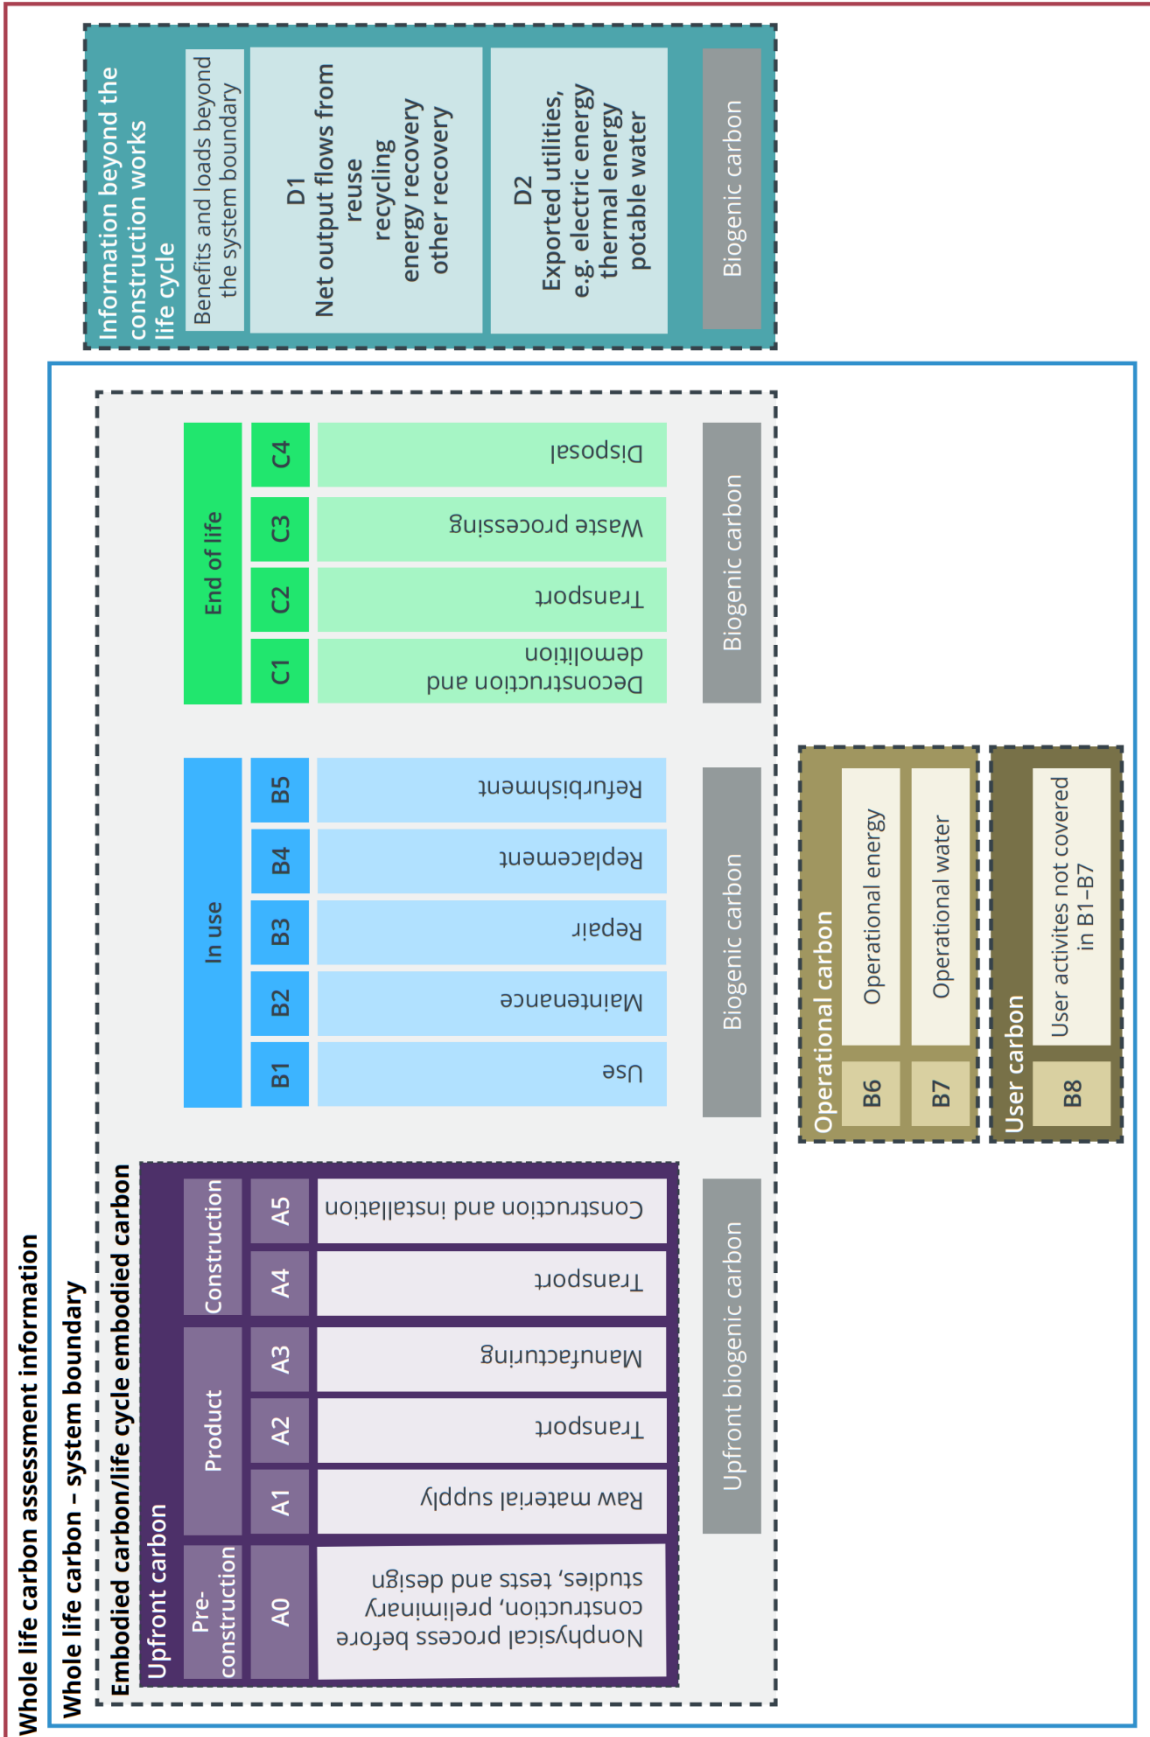 Whole life carbon assessment information
Whole life carbon – system boundary
Embodied carbon/life cycle embodied carbon
Upfront carbon
Pre-
construction
Product
Construction
A0
A1
A2
A3
A4
A5
Nonphysical process before
construction, preliminary
studies, tests and design
Raw material supply
Transport
Manufacturing
Transport
Construction and installation
Upfront biogenic carbon
In use
B1
B2
B3
B4
B5
Use
Maintenance
Repair
Replacement
Refurbishment
Biogenic carbon
End of life
C1
C2
C3
C4
Deconstruction and
demolition
Transport
Waste processing
Disposal
Biogenic carbon
Operational carbon
B6
Operational energy
B7
Operational water
User carbon
B8
User activites not covered
in B1–B7
Information beyond the
construction works
life cycle
Benefits and loads beyond
the system boundary
D1
Net output flows from
reuse
recycling
energy recovery
other recovery
D2
Exported utilities,
e.g. electric energy
thermal energy
potable water
Biogenic carbon